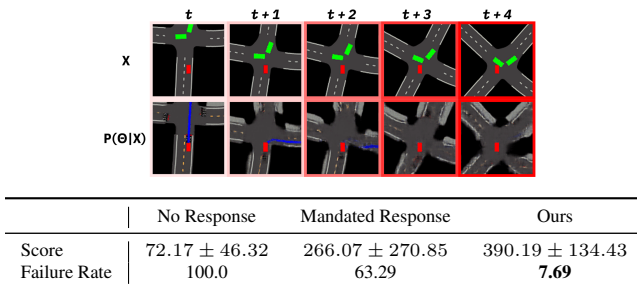 t t + 1 t + 2 t + 3 t + 4
X
P(Θ|X)
No Response Mandated Response Ours
Score 72.17 ± 46.32 266.07 ± 270.85 390.19 ± 134.43
Failure Rate 100.0 63.29 7.69